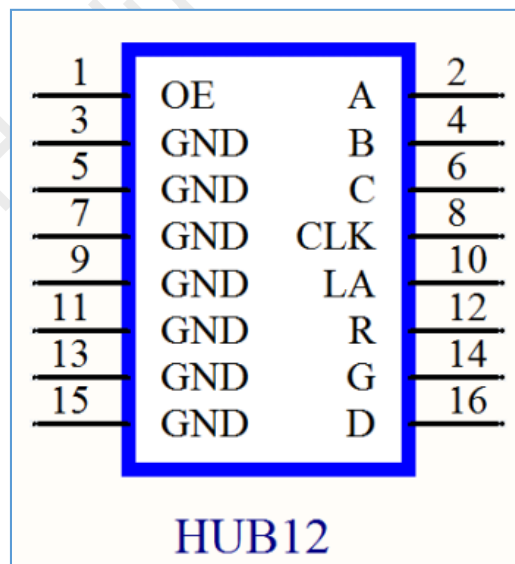 1 OE A 2
3 GND B 4
5 GND C 6
7 GND CLK 8
9 GND LA 10
11 GND R 12
13 GND G 14
15 GND D 16
HUB12